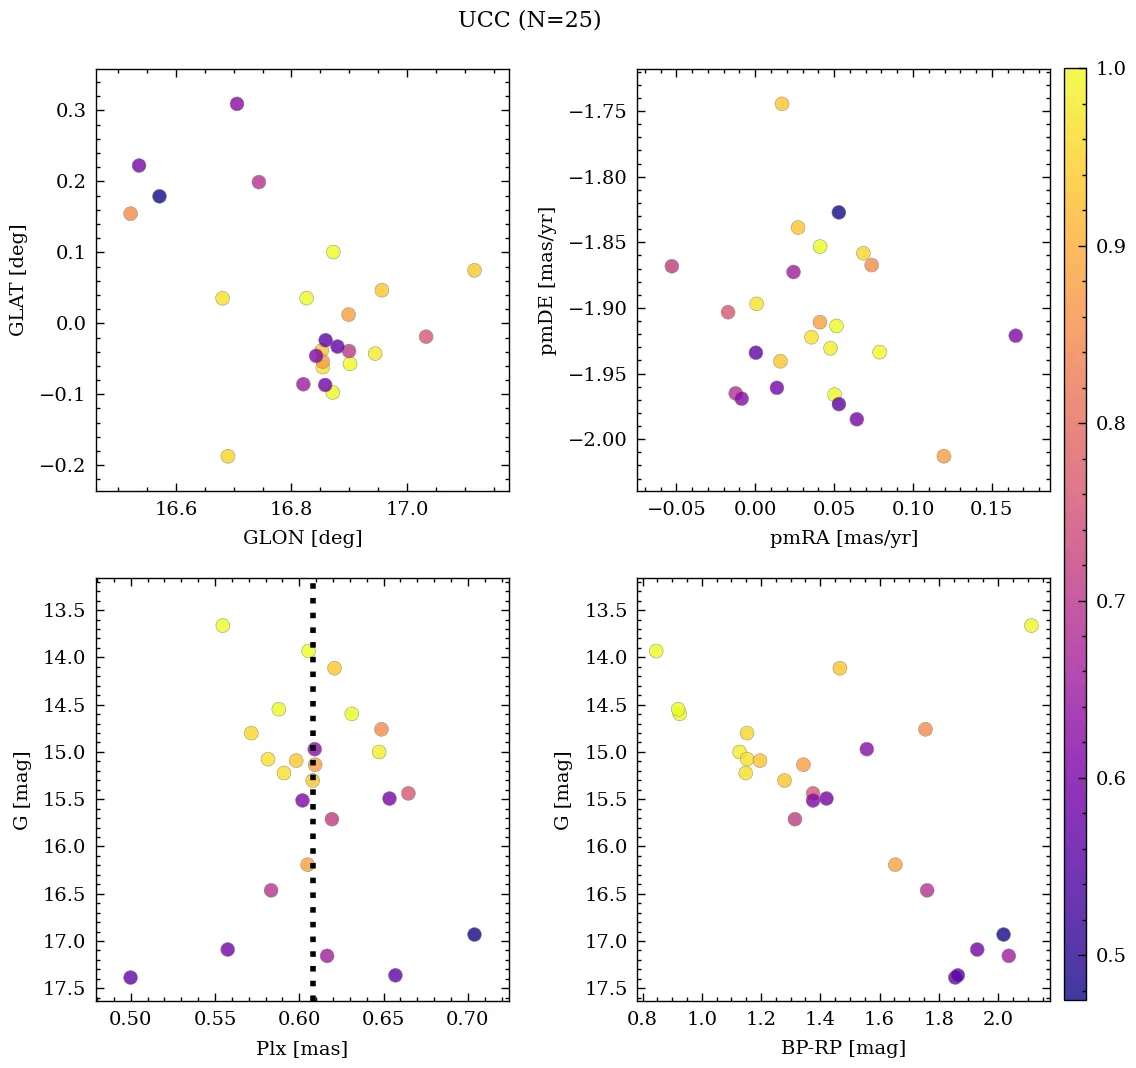 UCC (N=25)
0.3
0.2
0.1
0.0
−0.1
−0.2
GLAT [deg]
16.6 16.8 17.0
GLON [deg]
−1.75
−1.80
−1.85
−1.90
−1.95
−2.00
pmDE [mas/yr]
−0.05 0.00 0.05 0.10 0.15
pmRA [mas/yr]
13.5
14.0
14.5
15.0
15.5
16.0
16.5
17.0
17.5
G [mag]
0.50 0.55 0.60 0.65 0.70
Plx [mas]
13.5
14.0
14.5
15.0
15.5
16.0
16.5
17.0
17.5
G [mag]
0.8 1.0 1.2 1.4 1.6 1.8 2.0
BP-RP [mag]
1.0
0.9
0.8
0.7
0.6
0.5